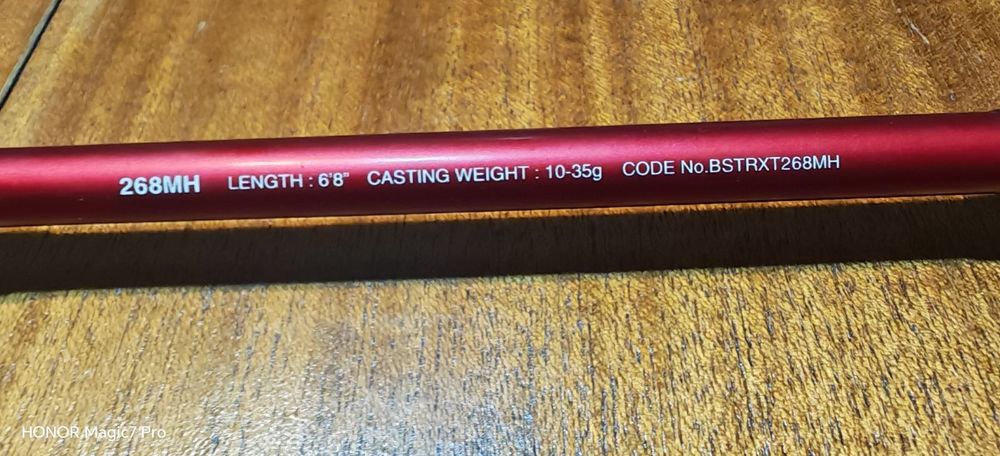 268MH LENGTH : 6'8" CASTING WEIGHT : 10-35g CODE No.BSTRXT268MH
HONOR Magic7 Pro